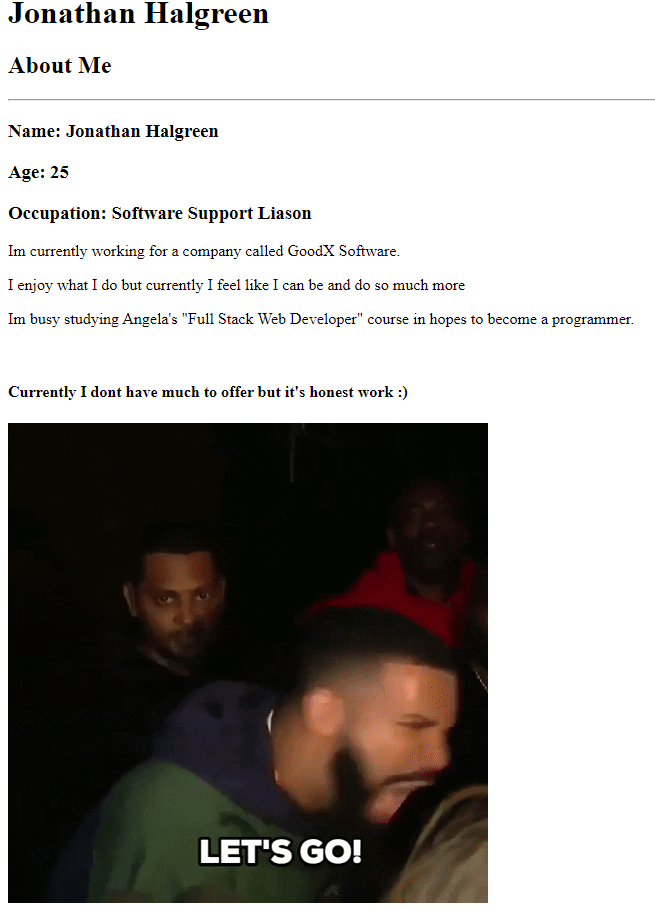 Jonathan Halgreen
About Me
Name: Jonathan Halgreen
Age: 25
Occupation: Software Support Liason
Im currently working for a company called GoodX Software.
I enjoy what I do but currently I feel like I can be and do so much more
Im busy studying Angela's "Full Stack Web Developer" course in hopes to become a programmer.
Currently I dont have much to offer but it's honest work :)
LET'S GO!